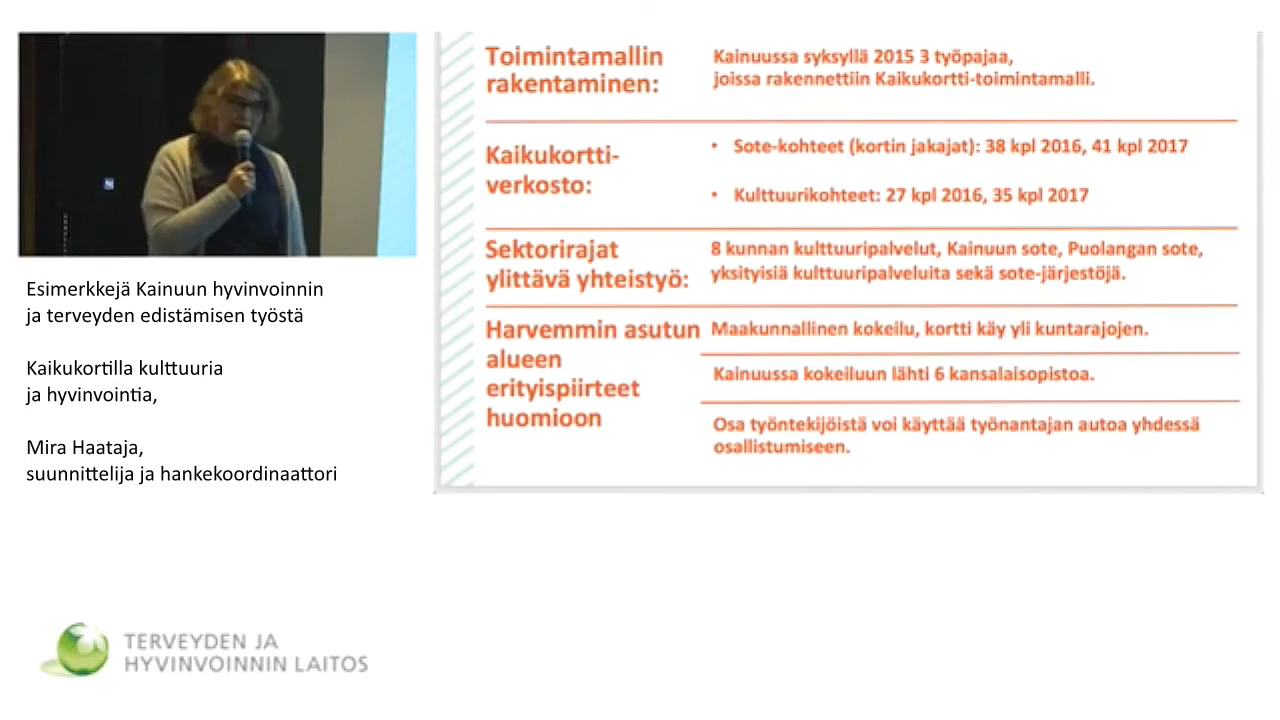 Toimintamallin
rakentaminen:
Kainuussa syksyllä 2015 3 työpajaa,
joissa rakennettiin Kaikukortti-toimintamalli.
Kaikukortti-
verkosto:
• Sote-kohteet (kortin jakajat): 38 kpl 2016, 41 kpl 2017
• Kulttuurikohteet: 27 kpl 2016, 35 kpl 2017
Sektorirajat
ylittävä yhteistyö:
8 kunnan kulttuuripalvelut, Kainuun sote, Puolangan sote,
yksityisiä kulttuuripalveluita sekä sote-järjestöjä.
Harvemmin asutun
alueen
erityispiirteet
huomioon
Maakunnallinen kokeilu, kortti käy yli kuntarajojen.
Kainuussa kokeiluun lähti 6 kansalaisopistoa.
Osa työntekijöistä voi käyttää työnantajan autoa yhdessä
osallistumiseen.
Esimerkkejä Kainuun hyvinvoinnin
ja terveyden edistämisen työstä
Kaikukortilla kulttuuria
ja hyvinvointia,
Mira Haataja,
suunnittelija ja hankekoordinaattori
TERVEYDEN JA
HYVINVOINNIN LAITOS